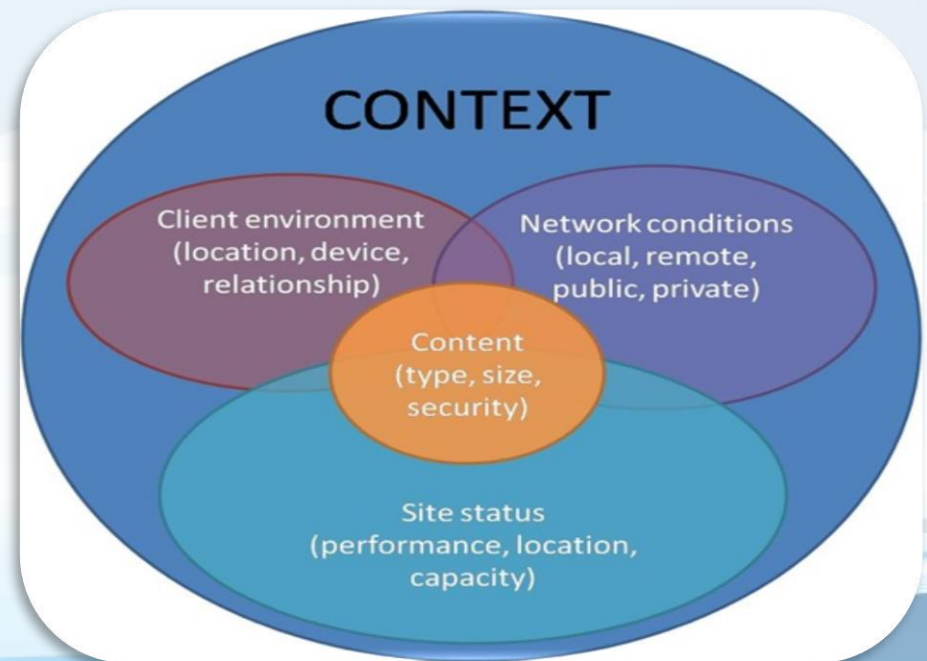 CONTEXT
Client environment
(location, device,
relationship)
Network conditions
(local, remote,
public, private)
Content
(type, size,
security)
Site status
(performance, location,
capacity)